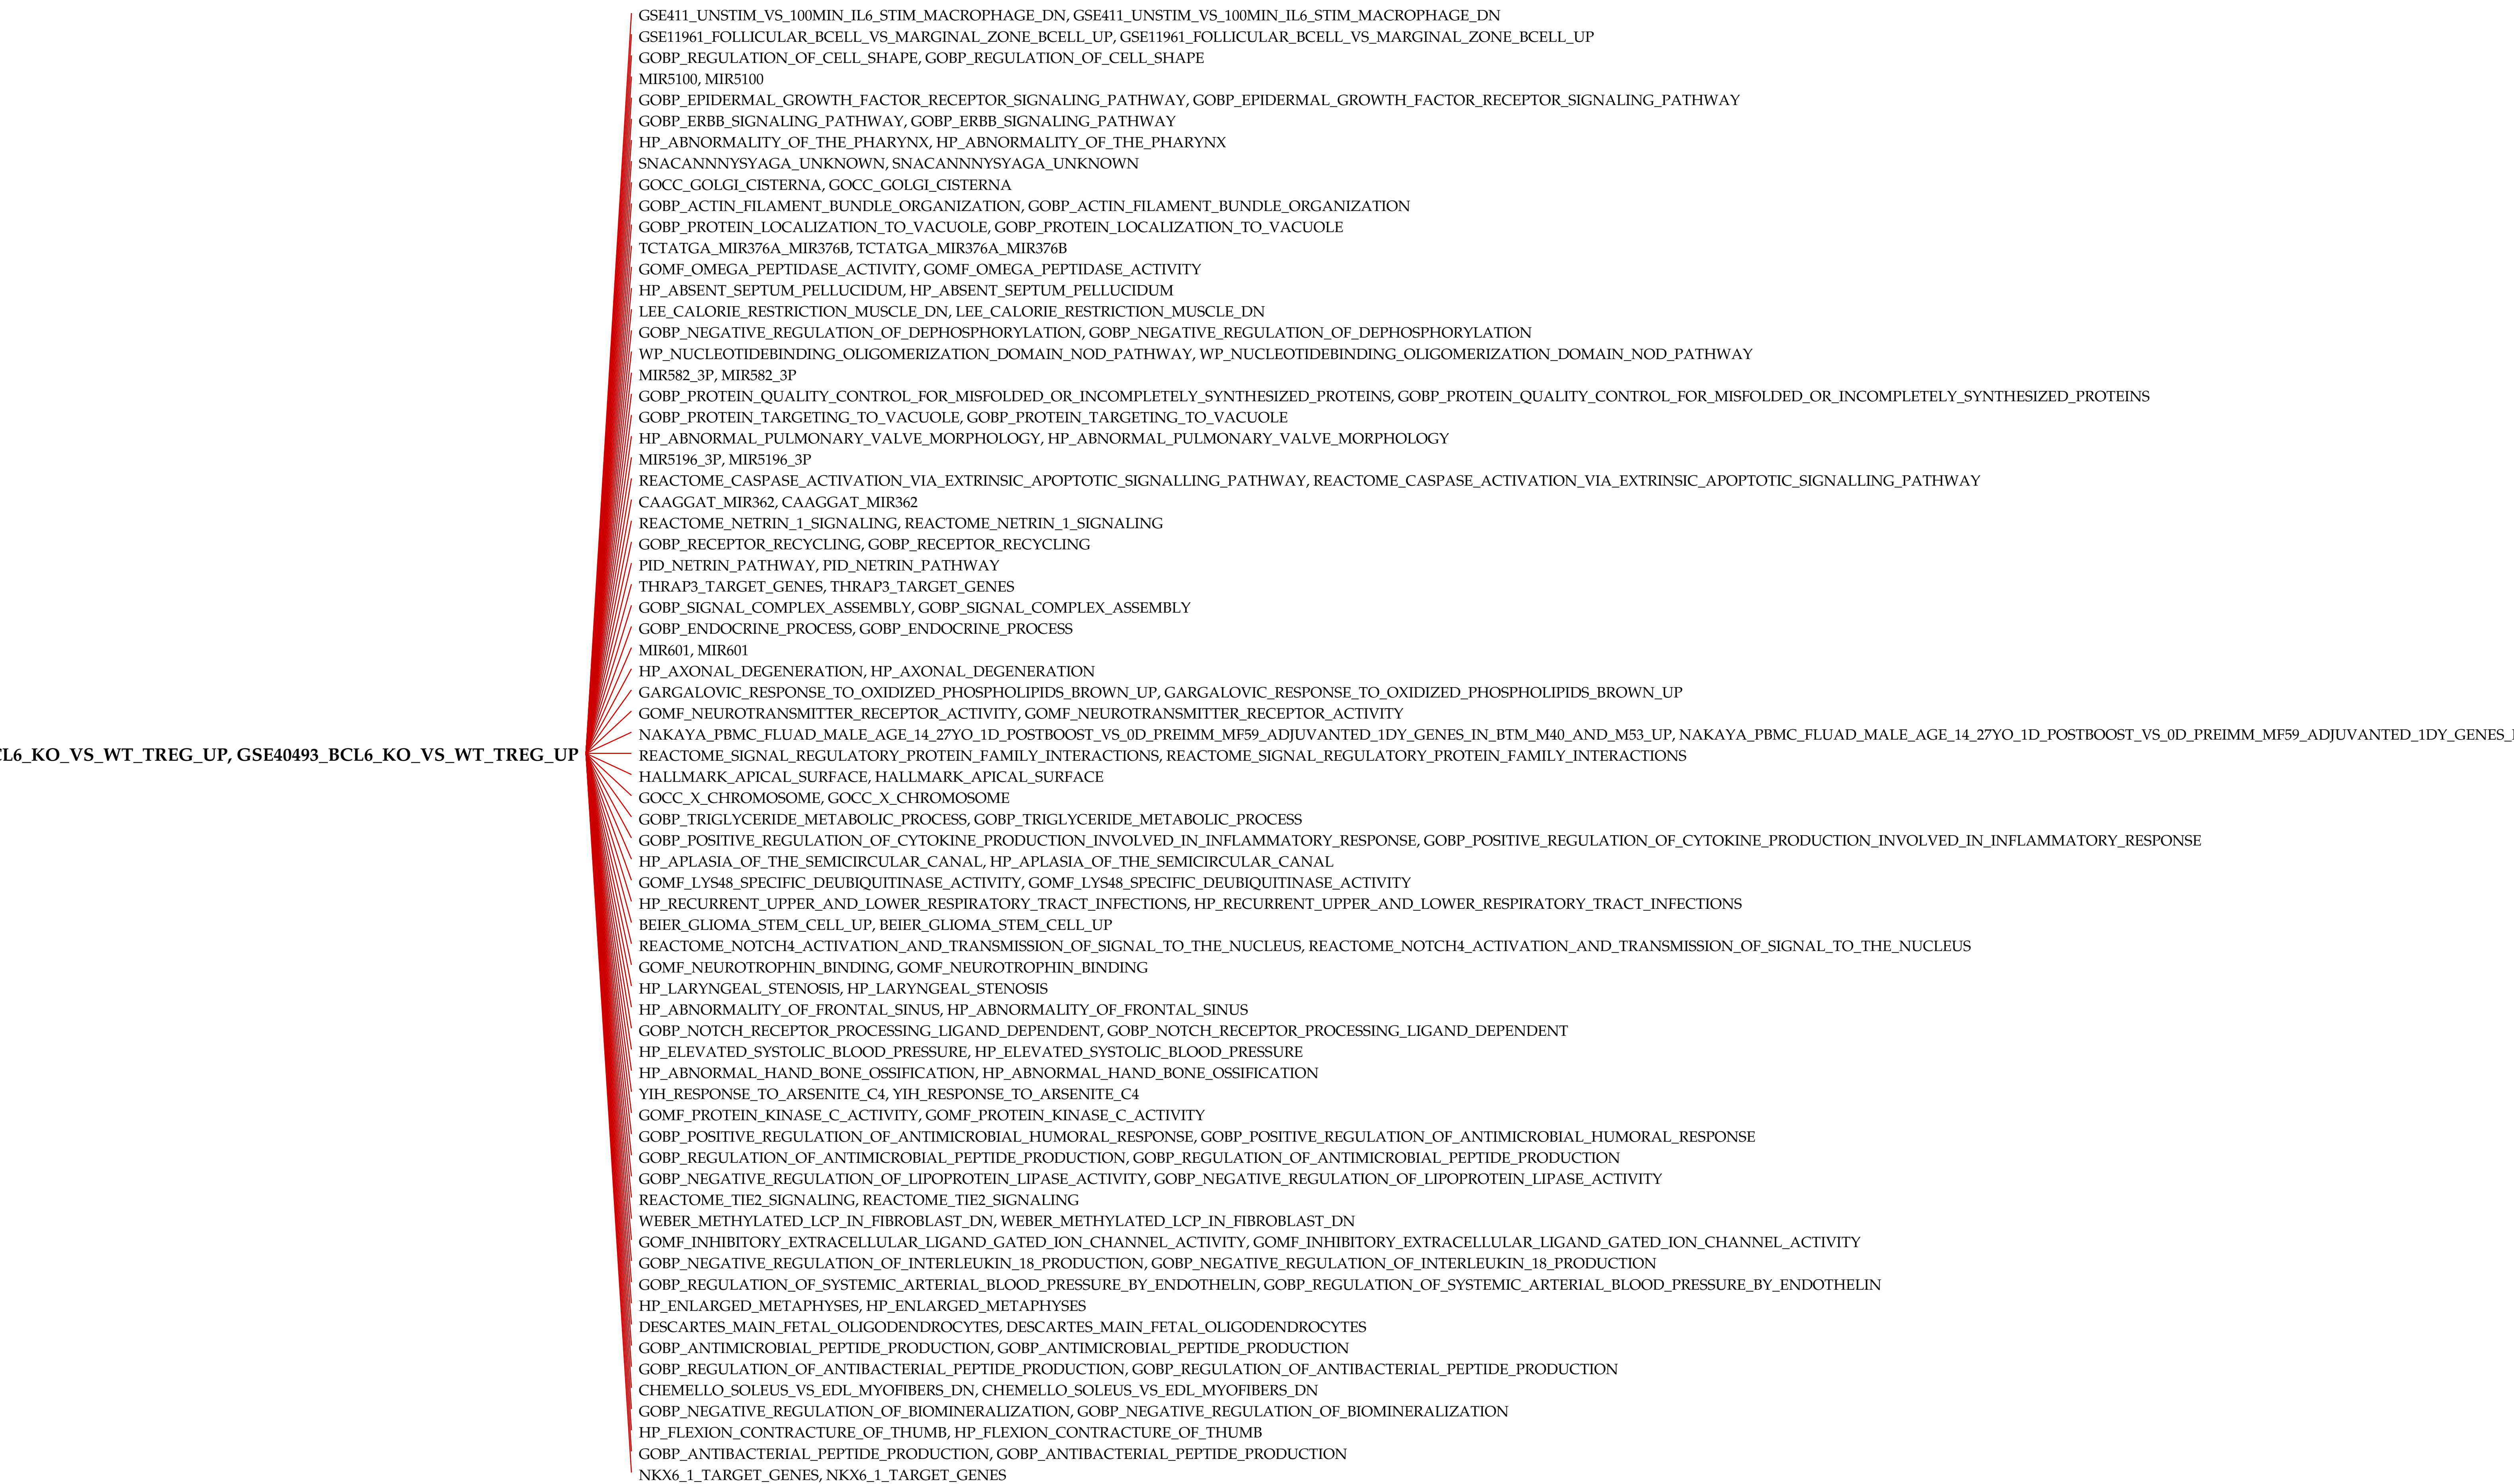 GSE411_UNSTIM_VS_100MIN_IL6_STIM_MACROPHAGE_DN, GSE411_UNSTIM_VS_100MIN_IL6_STIM_MACROPHAGE_DN
GSE11961_FOLLICULAR_BCELL_VS_MARGINAL_ZONE_BCELL_UP, GSE11961_FOLLICULAR_BCELL_VS_MARGINAL_ZONE_BCELL_UP
GOBP_REGULATION_OF_CELL_SHAPE, GOBP_REGULATION_OF_CELL_SHAPE
MIR5100, MIR5100
GOBP_EPIDERMAL_GROWTH_FACTOR_RECEPTOR_SIGNALING_PATHWAY, GOBP_EPIDERMAL_GROWTH_FACTOR_RECEPTOR_SIGNALING_PATHWAY
GOBP_ERBB_SIGNALING_PATHWAY, GOBP_ERBB_SIGNALING_PATHWAY
HP_ABNORMALITY_OF_THE_PHARYNX, HP_ABNORMALITY_OF_THE_PHARYNX
SNACANNNYSYAGA_UNKNOWN, SNACANNNYSYAGA_UNKNOWN
GOCC_GOLGI_CISTERNA, GOCC_GOLGI_CISTERNA
GOBP_ACTIN_FILAMENT_BUNDLE_ORGANIZATION, GOBP_ACTIN_FILAMENT_BUNDLE_ORGANIZATION
GOBP_PROTEIN_LOCALIZATION_TO_VACUOLE, GOBP_PROTEIN_LOCALIZATION_TO_VACUOLE
TCTATGA_MIR376A_MIR376B, TCTATGA_MIR376A_MIR376B
GOMF_OMEGA_PEPTIDASE_ACTIVITY, GOMF_OMEGA_PEPTIDASE_ACTIVITY
HP_ABSENT_SEPTUM_PELLUCIDUM, HP_ABSENT_SEPTUM_PELLUCIDUM
LEE_CALORIE_RESTRICTION_MUSCLE_DN, LEE_CALORIE_RESTRICTION_MUSCLE_DN
GOBP_NEGATIVE_REGULATION_OF_DEPHOSPHORYLATION, GOBP_NEGATIVE_REGULATION_OF_DEPHOSPHORYLATION
WP_NUCLEOTIDEBINDING_OLIGOMERIZATION_DOMAIN_NOD_PATHWAY, WP_NUCLEOTIDEBINDING_OLIGOMERIZATION_DOMAIN_NOD_PATHWAY
MIR582_3P, MIR582_3P
GOBP_PROTEIN_QUALITY_CONTROL_FOR_MISFOLDED_OR_INCOMPLETELY_SYNTHESIZED_PROTEINS, GOBP_PROTEIN_QUALITY_CONTROL_FOR_MISFOLDED_OR_INCOMPLETELY_SYNTHESIZED_PROTEINS
GOBP_PROTEIN_TARGETING_TO_VACUOLE, GOBP_PROTEIN_TARGETING_TO_VACUOLE
HP_ABNORMAL_PULMONARY_VALVE_MORPHOLOGY, HP_ABNORMAL_PULMONARY_VALVE_MORPHOLOGY
MIR5196_3P, MIR5196_3P
REACTOME_CASPASE_ACTIVATION_VIA_EXTRINSIC_APOPTOTIC_SIGNALLING_PATHWAY, REACTOME_CASPASE_ACTIVATION_VIA_EXTRINSIC_APOPTOTIC_SIGNALLING_PATHWAY
CAAGGAT_MIR362, CAAGGAT_MIR362
REACTOME_NETRIN_1_SIGNALING, REACTOME_NETRIN_1_SIGNALING
GOBP_RECEPTOR_RECYCLING, GOBP_RECEPTOR_RECYCLING
PID_NETRIN_PATHWAY, PID_NETRIN_PATHWAY
THRAP3_TARGET_GENES, THRAP3_TARGET_GENES
GOBP_SIGNAL_COMPLEX_ASSEMBLY, GOBP_SIGNAL_COMPLEX_ASSEMBLY
GOBP_ENDOCRINE_PROCESS, GOBP_ENDOCRINE_PROCESS
MIR601, MIR601
HP_AXONAL_DEGENERATION, HP_AXONAL_DEGENERATION
GARGALOVIC_RESPONSE_TO_OXIDIZED_PHOSPHOLIPIDS_BROWN_UP, GARGALOVIC_RESPONSE_TO_OXIDIZED_PHOSPHOLIPIDS_BROWN_UP
GOMF_NEUROTRANSMITTER_RECEPTOR_ACTIVITY, GOMF_NEUROTRANSMITTER_RECEPTOR_ACTIVITY
NAKAYA_PBMC_FLUAD_MALE_AGE_14_27YO_1D_POSTBOOST_VS_0D_PREIMM_MF59_ADJUVANTED_1DY_GENES_IN_BTM_M40_AND_M53_UP, NAKAYA_PBMC_FLUAD_MALE_AGE_14_27YO_1D_POSTBOOST_VS_0D_PREIMM_MF59_ADJUVANTED_1DY_GENES_
CL6_KO_VS_WT_TREG_UP, GSE40493_BCL6_KO_VS_WT_TREG_UP
REACTOME_SIGNAL_REGULATORY_PROTEIN_FAMILY_INTERACTIONS, REACTOME_SIGNAL_REGULATORY_PROTEIN_FAMILY_INTERACTIONS
HALLMARK_APICAL_SURFACE, HALLMARK_APICAL_SURFACE
GOCC_X_CHROMOSOME, GOCC_X_CHROMOSOME
GOBP_TRIGLYCERIDE_METABOLIC_PROCESS, GOBP_TRIGLYCERIDE_METABOLIC_PROCESS
GOBP_POSITIVE_REGULATION_OF_CYTOKINE_PRODUCTION_INVOLVED_IN_INFLAMMATORY_RESPONSE, GOBP_POSITIVE_REGULATION_OF_CYTOKINE_PRODUCTION_INVOLVED_IN_INFLAMMATORY_RESPONSE
HP_APLASIA_OF_THE_SEMICIRCULAR_CANAL, HP_APLASIA_OF_THE_SEMICIRCULAR_CANAL
GOMF_LYS48_SPECIFIC_DEUBIQUITINASE_ACTIVITY, GOMF_LYS48_SPECIFIC_DEUBIQUITINASE_ACTIVITY
HP_RECURRENT_UPPER_AND_LOWER_RESPIRATORY_TRACT_INFECTIONS, HP_RECURRENT_UPPER_AND_LOWER_RESPIRATORY_TRACT_INFECTIONS
BEIER_GLIOMA_STEM_CELL_UP, BEIER_GLIOMA_STEM_CELL_UP
REACTOME_NOTCH4_ACTIVATION_AND_TRANSMISSION_OF_SIGNAL_TO_THE_NUCLEUS, REACTOME_NOTCH4_ACTIVATION_AND_TRANSMISSION_OF_SIGNAL_TO_THE_NUCLEUS
GOMF_NEUROTROPHIN_BINDING, GOMF_NEUROTROPHIN_BINDING
HP_LARYNGEAL_STENOSIS, HP_LARYNGEAL_STENOSIS
HP_ABNORMALITY_OF_FRONTAL_SINUS, HP_ABNORMALITY_OF_FRONTAL_SINUS
GOBP_NOTCH_RECEPTOR_PROCESSING_LIGAND_DEPENDENT, GOBP_NOTCH_RECEPTOR_PROCESSING_LIGAND_DEPENDENT
HP_ELEVATED_SYSTOLIC_BLOOD_PRESSURE, HP_ELEVATED_SYSTOLIC_BLOOD_PRESSURE
HP_ABNORMAL_HAND_BONE_OSSIFICATION, HP_ABNORMAL_HAND_BONE_OSSIFICATION
YIH_RESPONSE_TO_ARSENITE_C4, YIH_RESPONSE_TO_ARSENITE_C4
GOMF_PROTEIN_KINASE_C_ACTIVITY, GOMF_PROTEIN_KINASE_C_ACTIVITY
GOBP_POSITIVE_REGULATION_OF_ANTIMICROBIAL_HUMORAL_RESPONSE, GOBP_POSITIVE_REGULATION_OF_ANTIMICROBIAL_HUMORAL_RESPONSE
GOBP_REGULATION_OF_ANTIMICROBIAL_PEPTIDE_PRODUCTION, GOBP_REGULATION_OF_ANTIMICROBIAL_PEPTIDE_PRODUCTION
GOBP_NEGATIVE_REGULATION_OF_LIPOPROTEIN_LIPASE_ACTIVITY, GOBP_NEGATIVE_REGULATION_OF_LIPOPROTEIN_LIPASE_ACTIVITY
REACTOME_TIE2_SIGNALING, REACTOME_TIE2_SIGNALING
WEBER_METHYLATED_LCP_IN_FIBROBLAST_DN, WEBER_METHYLATED_LCP_IN_FIBROBLAST_DN
GOMF_INHIBITORY_EXTRACELLULAR_LIGAND_GATED_ION_CHANNEL_ACTIVITY, GOMF_INHIBITORY_EXTRACELLULAR_LIGAND_GATED_ION_CHANNEL_ACTIVITY
GOBP_NEGATIVE_REGULATION_OF_INTERLEUKIN_18_PRODUCTION, GOBP_NEGATIVE_REGULATION_OF_INTERLEUKIN_18_PRODUCTION
GOBP_REGULATION_OF_SYSTEMIC_ARTERIAL_BLOOD_PRESSURE_BY_ENDOTHELIN, GOBP_REGULATION_OF_SYSTEMIC_ARTERIAL_BLOOD_PRESSURE_BY_ENDOTHELIN
HP_ENLARGED_METAPHYSES, HP_ENLARGED_METAPHYSES
DESCARTES_MAIN_FETAL_OLIGODENDROCYTES, DESCARTES_MAIN_FETAL_OLIGODENDROCYTES
GOBP_ANTIMICROBIAL_PEPTIDE_PRODUCTION, GOBP_ANTIMICROBIAL_PEPTIDE_PRODUCTION
GOBP_REGULATION_OF_ANTIBACTERIAL_PEPTIDE_PRODUCTION, GOBP_REGULATION_OF_ANTIBACTERIAL_PEPTIDE_PRODUCTION
CHEMELLO_SOLEUS_VS_EDL_MYOFIBERS_DN, CHEMELLO_SOLEUS_VS_EDL_MYOFIBERS_DN
GOBP_NEGATIVE_REGULATION_OF_BIOMINERALIZATION, GOBP_NEGATIVE_REGULATION_OF_BIOMINERALIZATION
HP_FLEXION_CONTRACTURE_OF_THUMB, HP_FLEXION_CONTRACTURE_OF_THUMB
GOBP_ANTIBACTERIAL_PEPTIDE_PRODUCTION, GOBP_ANTIBACTERIAL_PEPTIDE_PRODUCTION
NKX6_1_TARGET_GENES, NKX6_1_TARGET_GENES